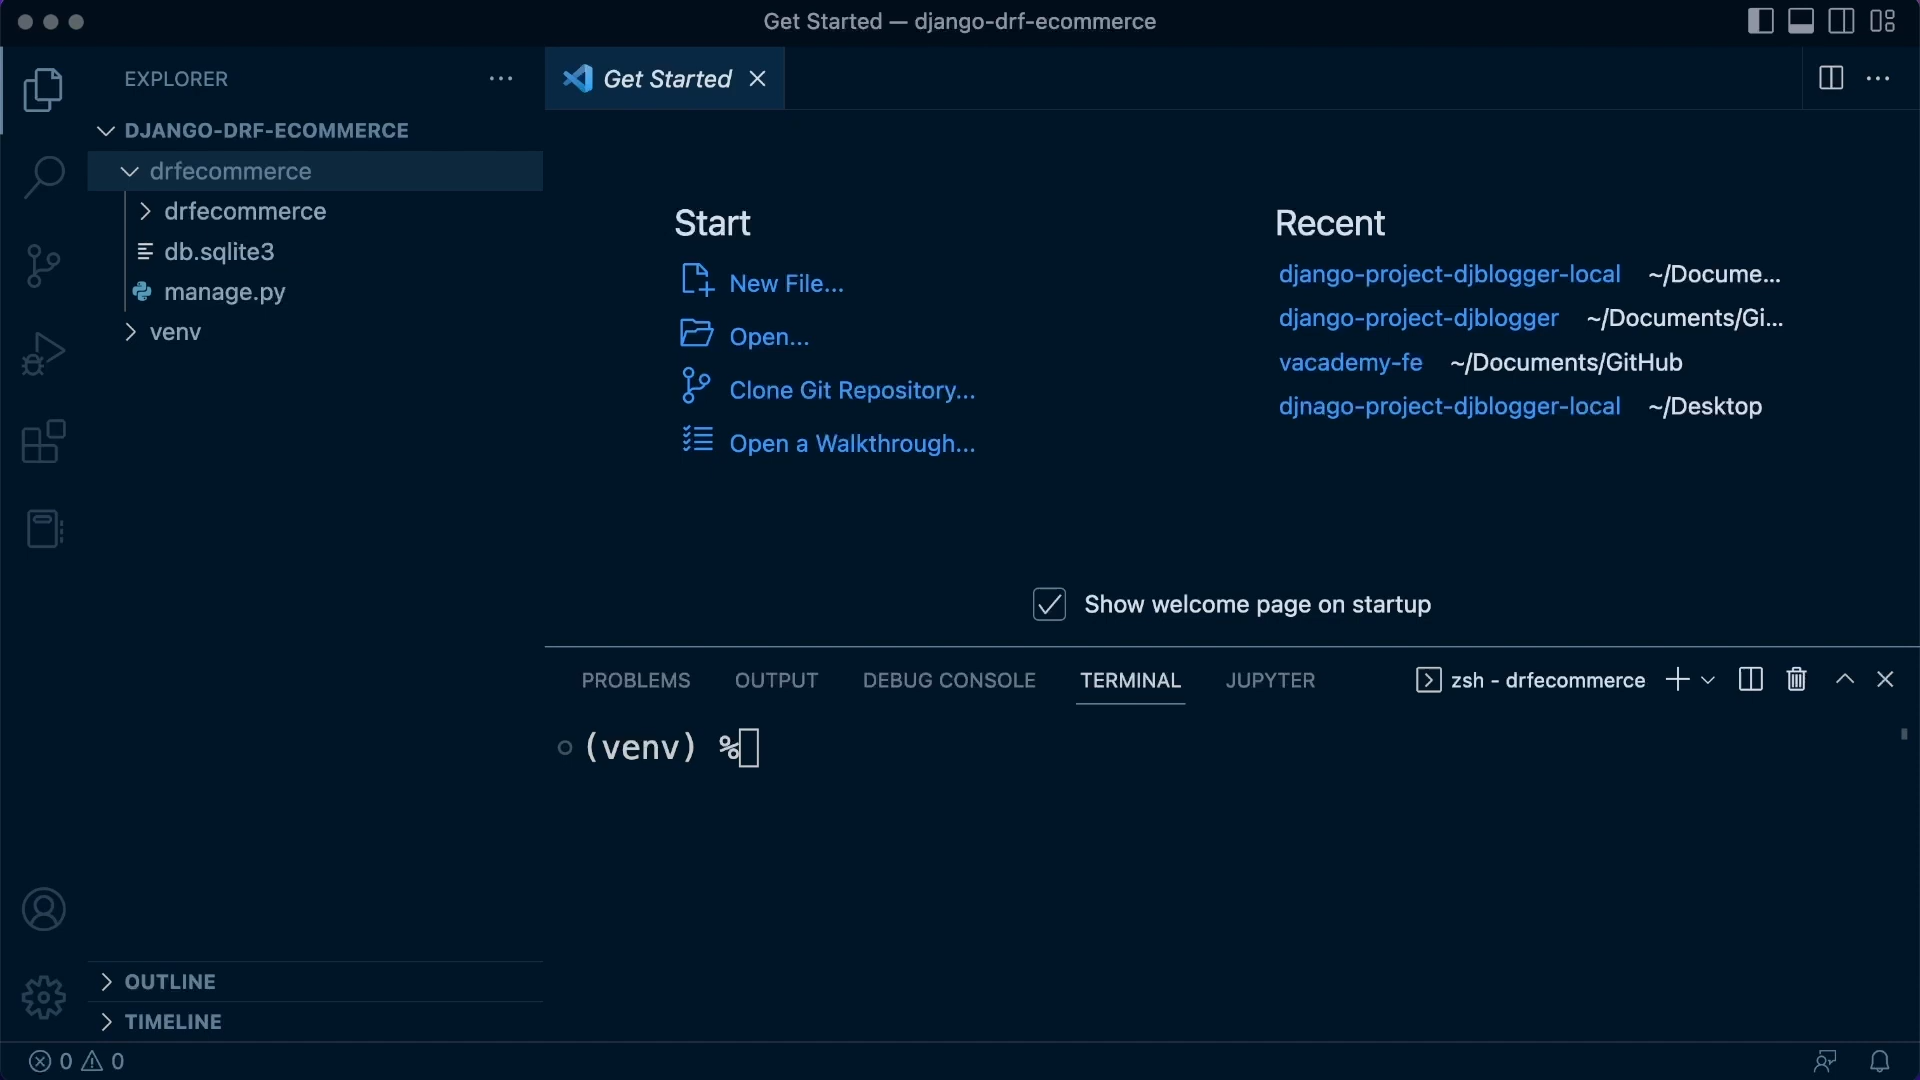 Get Started — django-drf-ecommerce
EXPLORER
Get Started
DJANGO-DRF-ECOMMERCE
drfecommerce
drfecommerce
db.sqlite3
manage.py
venv
Start
New File...
Open...
Clone Git Repository...
Open a Walkthrough...
Recent
django-project-djblogger-local ~/Docume...
django-project-djblogger ~/Documents/Gi...
vacademy-fe ~/Documents/GitHub
djnago-project-djblogger-local ~/Desktop
Show welcome page on startup
PROBLEMS OUTPUT DEBUG CONSOLE TERMINAL JUPYTER zsh - drfecommerce
(venv) %
OUTLINE
TIMELINE
0 0